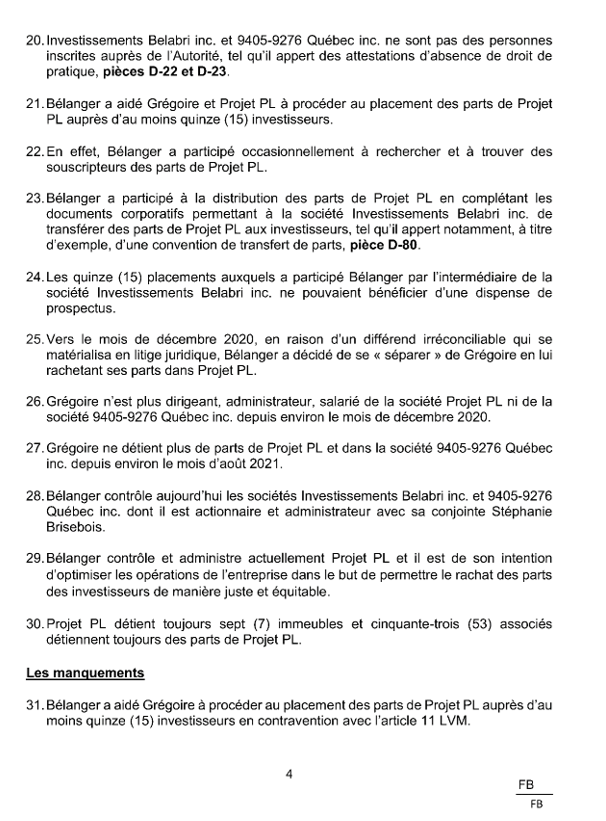 20. Investissements Belabri inc. et 9405-9276 Québec inc. ne sont pas des personnes
inscrites auprès de l'Autorité, tel qu'il appert des attestations d'absence de droit de
pratique, pièces D-22 et D-23.
21. Bélanger a aidé Grégoire et Projet PL à procéder au placement des parts de Projet
PL auprès d'au moins quinze (15) investisseurs.
22. En effet, Bélanger a participé occasionnellement à rechercher et à trouver des
souscripteurs des parts de Projet PL.
23. Bélanger a participé à la distribution des parts de Projet PL en complétant les
documents corporatifs permettant à la société Investissements Belabri inc. de
transférer des parts de Projet PL aux investisseurs, tel qu'il appert notamment, à titre
d'exemple, d'une convention de transfert de parts, pièce D-80.
24. Les quinze (15) placements auxquels a participé Bélanger par l'intermédiaire de la
société Investissements Belabri inc. ne pouvaient bénéficier d'une dispense de
prospectus.
25. Vers le mois de décembre 2020, en raison d'un différend irréconciliable qui se
matérialisa en litige juridique, Bélanger a décidé de se « séparer » de Grégoire en lui
rachetant ses parts dans Projet PL.
26. Grégoire n'est plus dirigeant, administrateur, salarié de la société Projet PL ni de la
société 9405-9276 Québec inc. depuis environ le mois de décembre 2020.
27. Grégoire ne détient plus de parts de Projet PL et dans la société 9405-9276 Québec
inc. depuis environ le mois d'août 2021.
28. Bélanger contrôle aujourd'hui les sociétés Investissements Belabri inc. et 9405-9276
Québec inc. dont il est actionnaire et administrateur avec sa conjointe Stéphanie
Brisebois.
29. Bélanger contrôle et administre actuellement Projet PL et il est de son intention
d'optimiser les opérations de l'entreprise dans le but de permettre le rachat des parts
des investisseurs de manière juste et équitable.
30. Projet PL détient toujours sept (7) immeubles et cinquante-trois (53) associés
détiennent toujours des parts de Projet PL.
Les manquements
31. Bélanger a aidé Grégoire à procéder au placement des parts de Projet PL auprès d'au
moins quinze (15) investisseurs en contravention avec l'article 11 LVM.
4
FB
FB